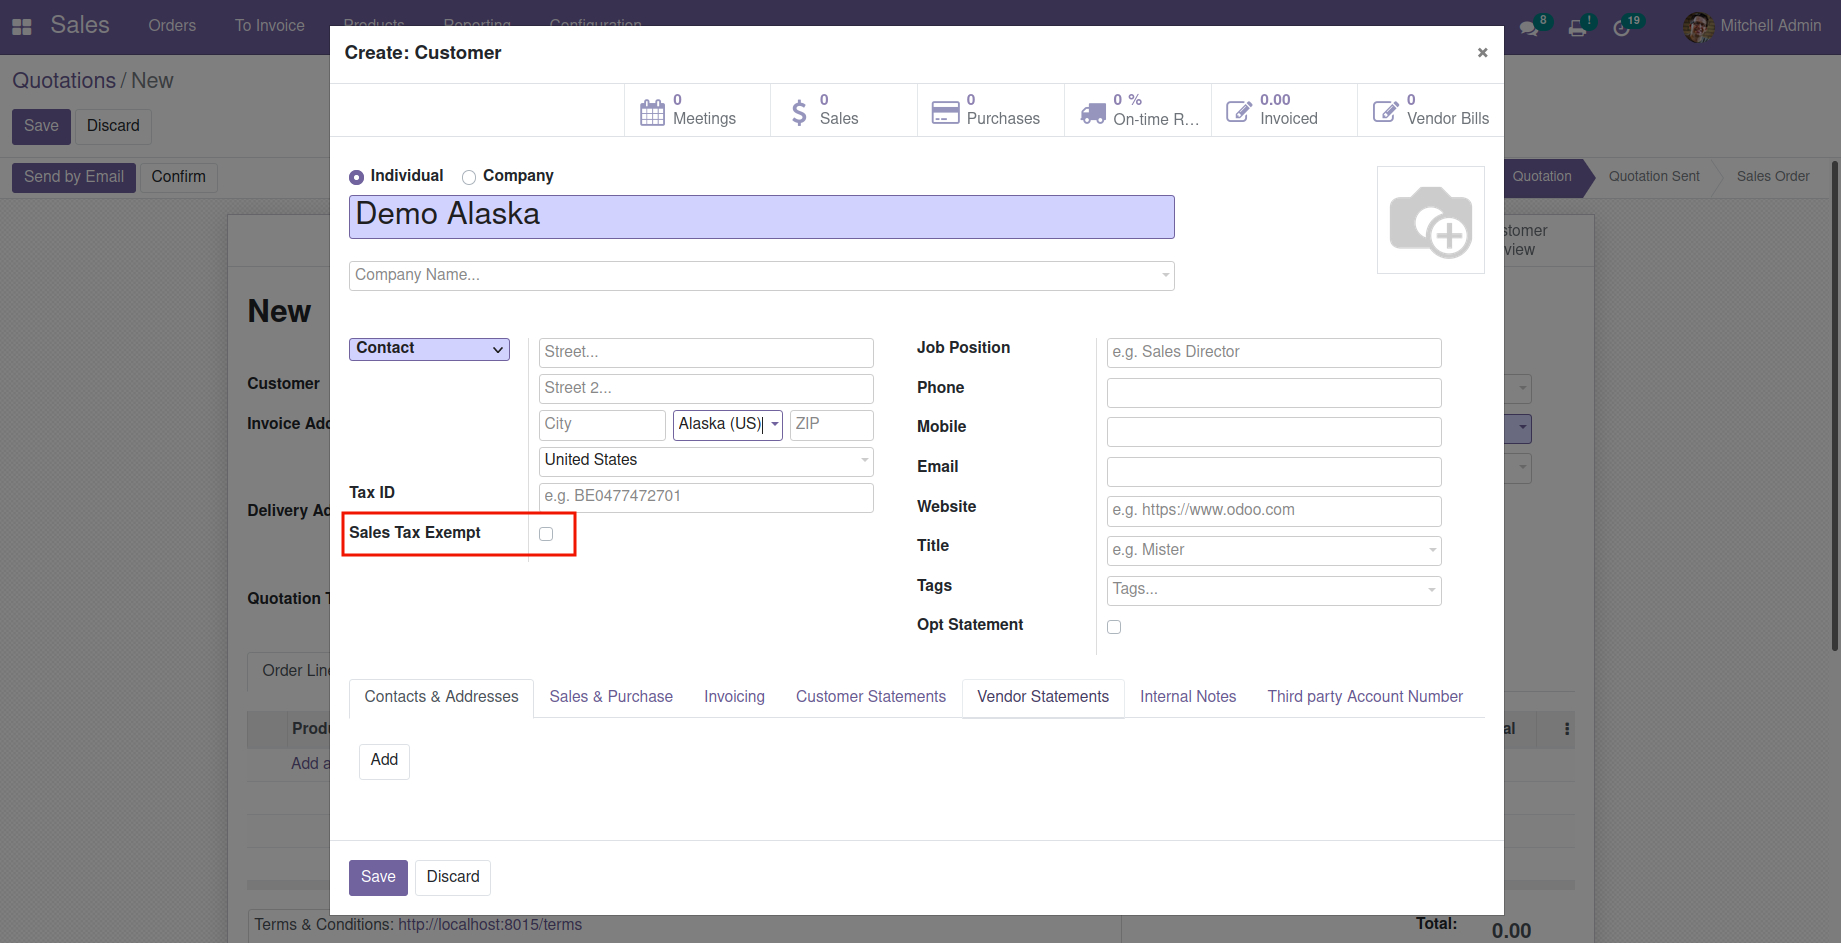 Sales Orders To Invoice Products Reporting Configuration 8 ! 19 Mitchell Admin
Quotations / New
Save Discard
Send by Email Confirm
Quotation Quotation Sent Sales Order
stomer
view
New
Customer
Invoice Add
Delivery Ad
Quotation T
Order Line
Produ
al
Add a
Terms & Conditions: http://localhost:8015/terms
Total: 0.00
Create: Customer
×
0 Meetings
0 Sales
0 Purchases
0 % On-time R...
0.00 Invoiced
0 Vendor Bills
Individual Company
Demo Alaska
Company Name...
Contact
Street...
Street 2...
City Alaska (US) ZIP
United States
Tax ID e.g. BE0477472701
Sales Tax Exempt
Job Position e.g. Sales Director
Phone
Mobile
Email
Website e.g. https://www.odoo.com
Title e.g. Mister
Tags Tags...
Opt Statement
Contacts & Addresses Sales & Purchase Invoicing Customer Statements Vendor Statements Internal Notes Third party Account Number
Add
Save Discard